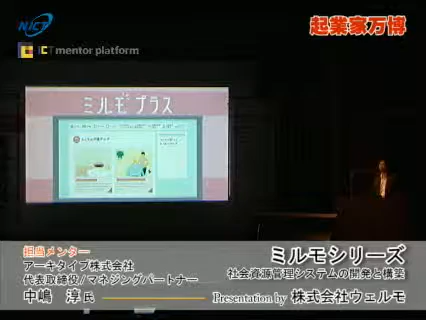 NICT
起業家万博
ICT mentor platform
ミルモプラス
担当メンター
アーキタイプ株式会社
代表取締役/マネジングパートナー
中嶋 淳氏
ミルモシリーズ
社会資源管理システムの開発と構築
Presentation by 株式会社ウェルモ